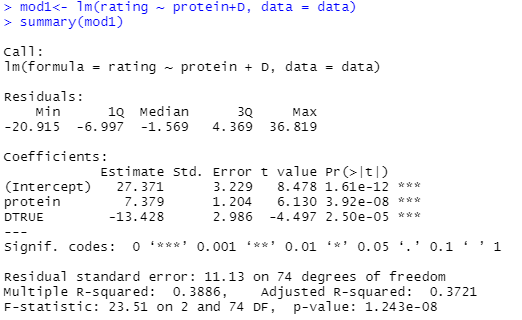 > mod1<- lm(rating ~ protein+D, data = data)
> summary(mod1)
Call:
lm(formula = rating ~ protein + D, data = data)
Residuals:
    Min      1Q  Median      3Q     Max
-20.915  -6.997  -1.569   4.369  36.819
Coefficients:
            Estimate Std. Error t value Pr(>|t|)
(Intercept)   27.371      3.229   8.478 1.61e-12 ***
protein        7.379      1.204   6.130 3.92e-08 ***
DTRUE        -13.428      2.986  -4.497 2.50e-05 ***
---
Signif. codes:  0 ‘***’ 0.001 ‘**’ 0.01 ‘*’ 0.05 ‘.’ 0.1 ‘ ’ 1
Residual standard error: 11.13 on 74 degrees of freedom
Multiple R-squared:  0.3886,    Adjusted R-squared:  0.3721
F-statistic: 23.51 on 2 and 74 DF,  p-value: 1.243e-08